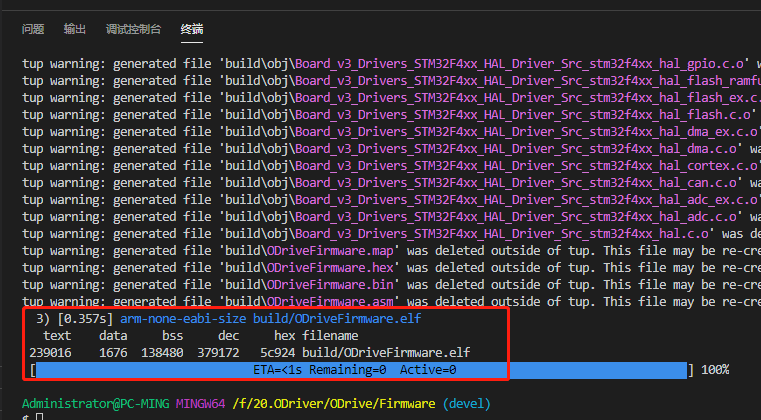 问题 输出 调试控制台 终端
tup warning: generated file 'build\obj\Board_v3_Drivers_STM32F4xx_HAL_Driver_Src_stm32f4xx_hal_gpio.c.o' w
tup warning: generated file 'build\obj\Board_v3_Drivers_STM32F4xx_HAL_Driver_Src_stm32f4xx_hal_flash_ramfu
tup warning: generated file 'build\obj\Board_v3_Drivers_STM32F4xx_HAL_Driver_Src_stm32f4xx_hal_flash_ex.c
tup warning: generated file 'build\obj\Board_v3_Drivers_STM32F4xx_HAL_Driver_Src_stm32f4xx_hal_flash.c.o'
tup warning: generated file 'build\obj\Board_v3_Drivers_STM32F4xx_HAL_Driver_Src_stm32f4xx_hal_dma_ex.c.o
tup warning: generated file 'build\obj\Board_v3_Drivers_STM32F4xx_HAL_Driver_Src_stm32f4xx_hal_dma.c.o' wa
tup warning: generated file 'build\obj\Board_v3_Drivers_STM32F4xx_HAL_Driver_Src_stm32f4xx_hal_cortex.c.o'
tup warning: generated file 'build\obj\Board_v3_Drivers_STM32F4xx_HAL_Driver_Src_stm32f4xx_hal_can.c.o' wa
tup warning: generated file 'build\obj\Board_v3_Drivers_STM32F4xx_HAL_Driver_Src_stm32f4xx_hal_adc_ex.c.o
tup warning: generated file 'build\obj\Board_v3_Drivers_STM32F4xx_HAL_Driver_Src_stm32f4xx_hal_adc.c.o' wa
tup warning: generated file 'build\obj\Board_v3_Drivers_STM32F4xx_HAL_Driver_Src_stm32f4xx_hal.c.o' was de
tup warning: generated file 'build\ODriveFirmware.map' was deleted outside of tup. This file may be re-cre
tup warning: generated file 'build\ODriveFirmware.hex' was deleted outside of tup. This file may be re-cre
tup warning: generated file 'build\ODriveFirmware.bin' was deleted outside of tup. This file may be re-cre
tup warning: generated file 'build\ODriveFirmware.asm' was deleted outside of tup. This file may be re-cre
3) [0.357s] arm-none-eabi-size build/ODriveFirmware.elf
text data bss dec hex filename
239016 1676 138480 379172 5c924 build/ODriveFirmware.elf
[ ETA=<1s Remaining=0 Active=0 ] 100%
Administrator@PC-MING MINGW64 /f/20.ODriver/ODrive/Firmware (devel)
$